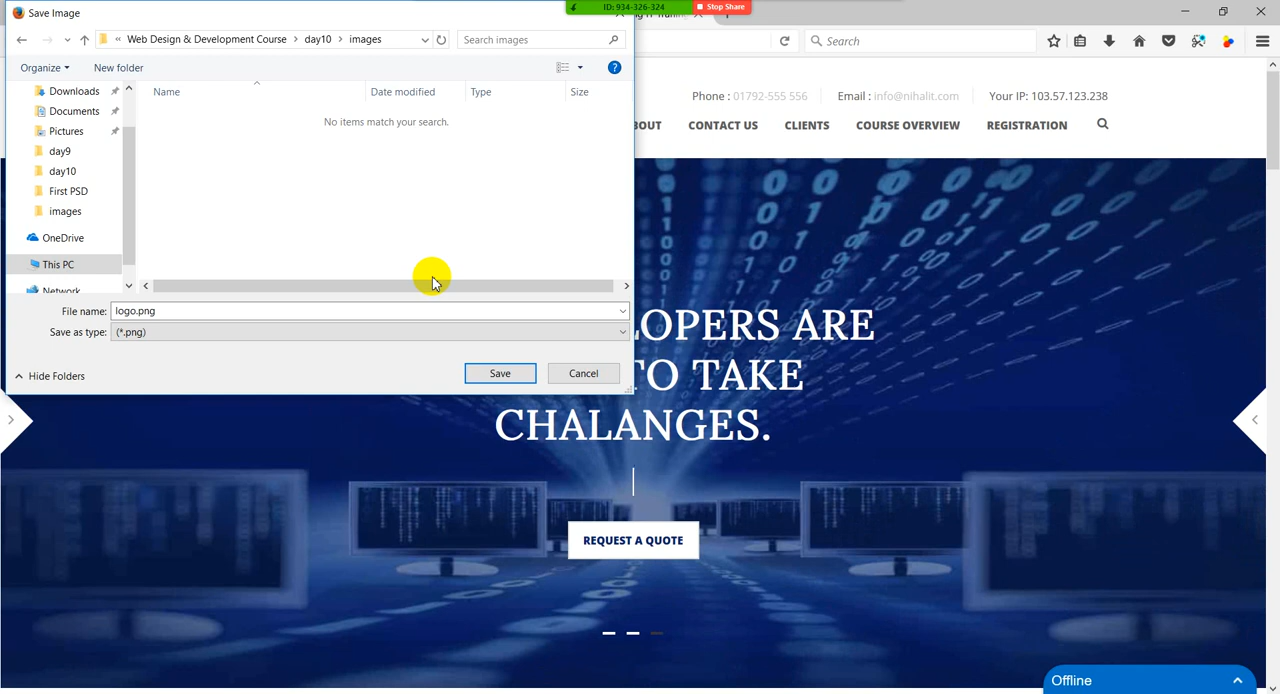 Save Image
ID: 934-326-324
Stop Share
« Web Design & Development Course › day10 › images
Search images
Search
Organize
New folder
Name
Date modified
Type
Size
No items match your search.
Downloads
Documents
Pictures
day9
day10
First PSD
images
OneDrive
This PC
Network
File name: logo.png
Save as type: (*.png)
Hide Folders
Save
Cancel
Phone : 01792-555 556
Email : info@nihalit.com
Your IP: 103.57.123.238
CONTACT US
CLIENTS
COURSE OVERVIEW
REGISTRATION
TO TAKE
CHALANGES.
REQUEST A QUOTE
Offline